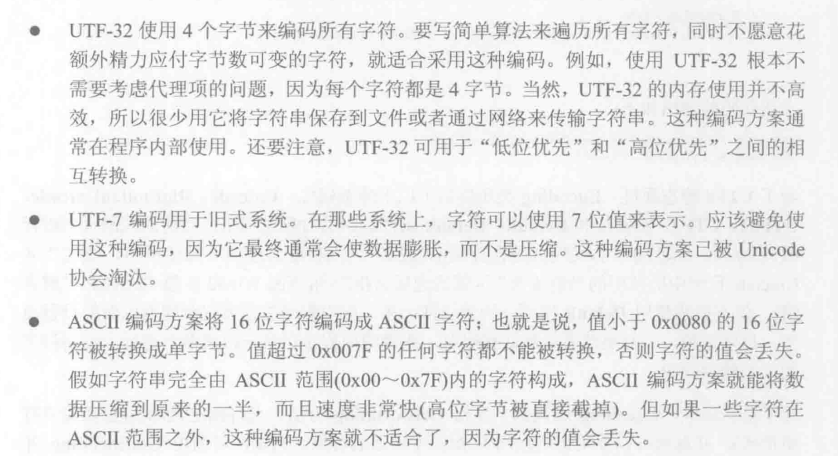 ● UTF-32 使用 4 个字节来编码所有字符。要写简单算法来遍历所有字符，同时不愿意花
额外精力应付字节数可变的字符，就适合采用这种编码。例如，使用 UTF-32 根本不
需要考虑代理项的问题，因为每个字符都是 4 字节。当然，UTF-32 的内存使用并不高
效，所以很少用它将字符串保存到文件或者通过网络来传输字符串。这种编码方案通
常在程序内部使用。还要注意，UTF-32 可用于“低位优先”和“高位优先”之间的相
互转换。
● UTF-7 编码用于旧式系统。在那些系统上，字符可以使用 7 位值来表示。应该避免使
用这种编码，因为它最终通常会使数据膨胀，而不是压缩。这种编码方案已被 Unicode
协会淘汰。
● ASCII 编码方案将 16 位字符编码成 ASCII 字符；也就是说，值小于 0x0080 的 16 位字
符被转换成单字节。值超过 0x007F 的任何字符都不能被转换，否则字符的值会丢失。
假如字符串完全由 ASCII 范围(0x00～0x7F)内的字符构成，ASCII 编码方案就能将数
据压缩到原来的一半，而且速度非常快(高位字节被直接截掉)。但如果一些字符在
ASCII 范围之外，这种编码方案就不适合了，因为字符的值会丢失。